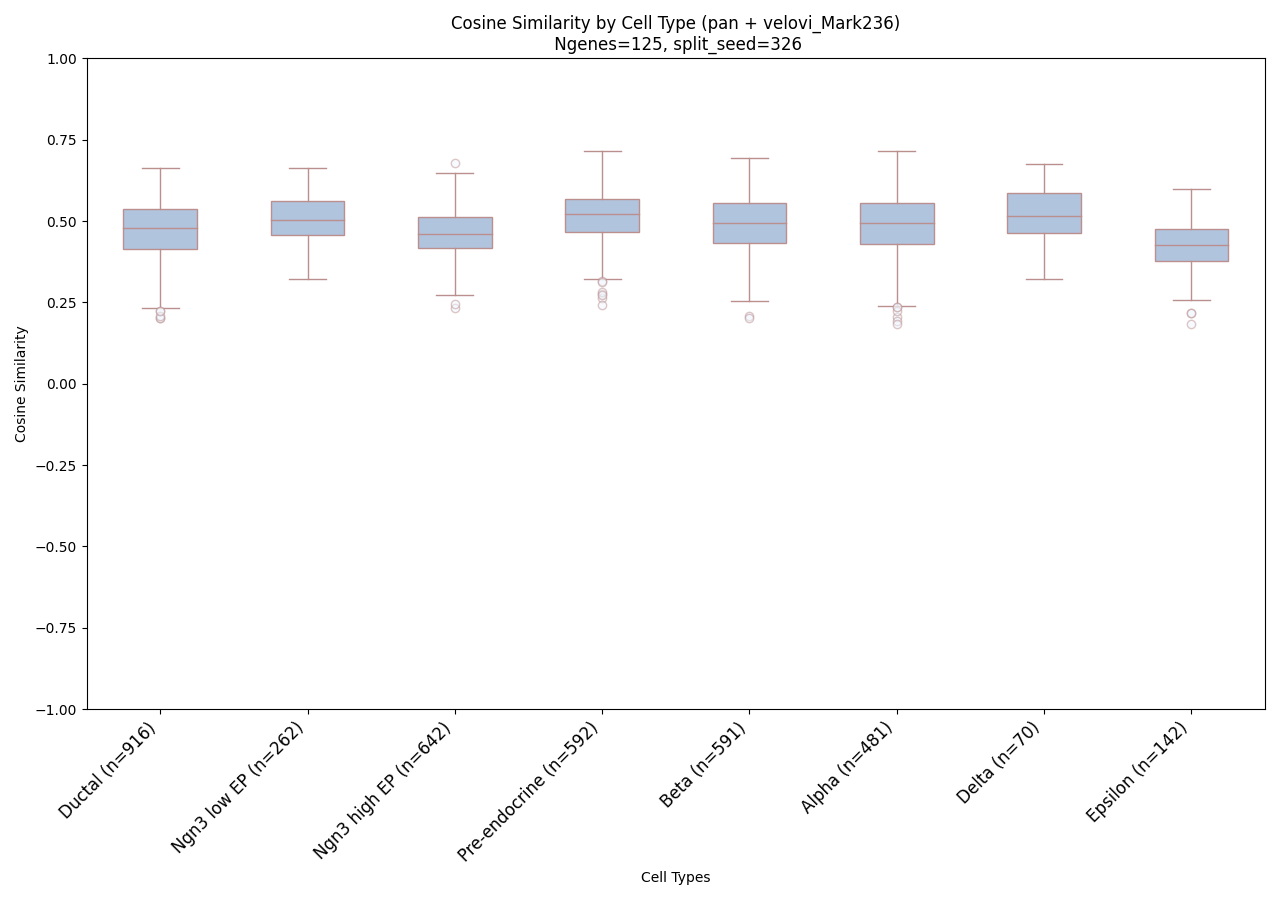 Cosine Similarity by Cell Type (pan + velovi_Mark236)
Ngenes=125, split_seed=326
Cosine Similarity
1.00
0.75
0.50
0.25
0.00
−0.25
−0.50
−0.75
−1.00
Ductal (n=916)
Ngn3 low EP (n=262)
Ngn3 high EP (n=642)
Pre-endocrine (n=592)
Beta (n=591)
Alpha (n=481)
Delta (n=70)
Epsilon (n=142)
Cell Types